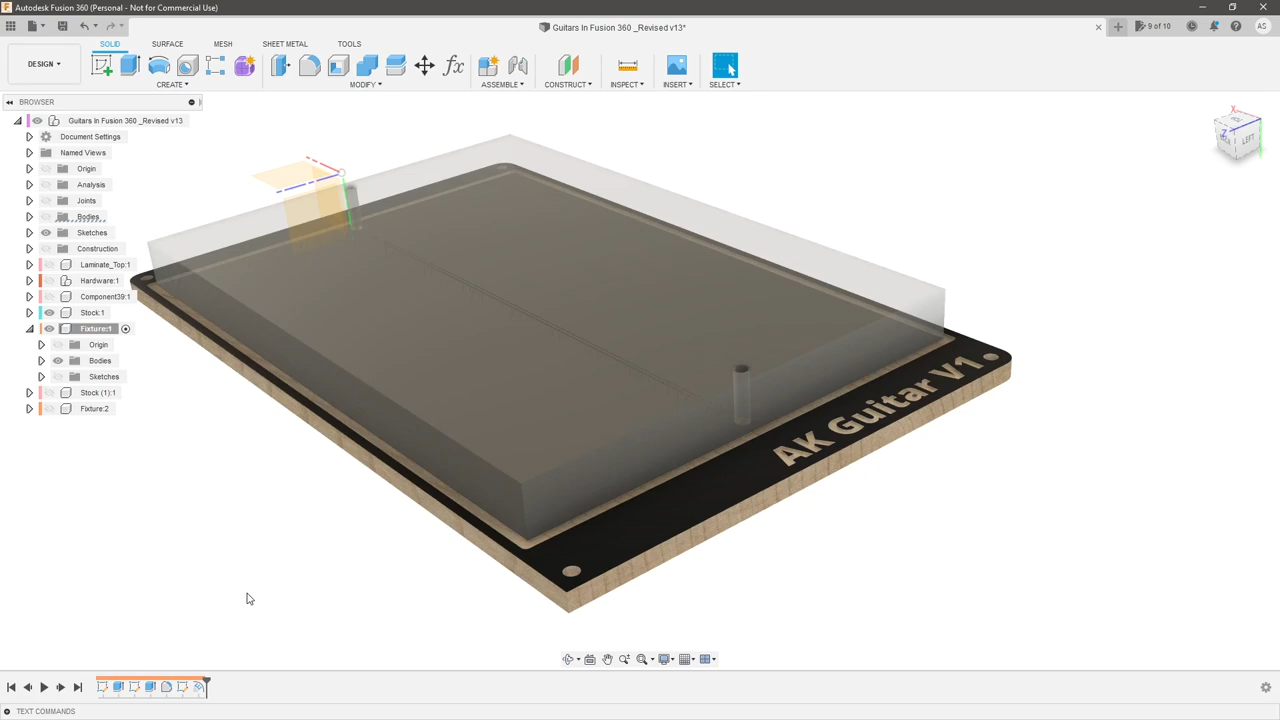 Autodesk Fusion 360 (Personal - Not for Commercial Use)
Guitars In Fusion 360 _Revised v13*
9 of 10
AS
SOLID
SURFACE
MESH
SHEET METAL
TOOLS
DESIGN
CREATE
MODIFY
ASSEMBLE
CONSTRUCT
INSPECT
INSERT
SELECT
BROWSER
Guitars In Fusion 360 _Revised v13
Document Settings
Named Views
Origin
Analysis
Joints
Bodies
Sketches
Construction
Laminate_Top:1
Hardware:1
Component39:1
Stock:1
Fixture:1
Origin
Bodies
Sketches
Stock (1):1
Fixture:2
X
Z
LEFT
AK Guitar V1
TEXT COMMANDS